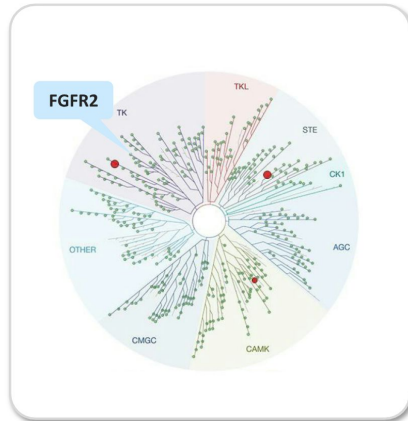 TKL
FGFR2
TK
STE
CK1
OTHER
AGC
CMGC
CAMK